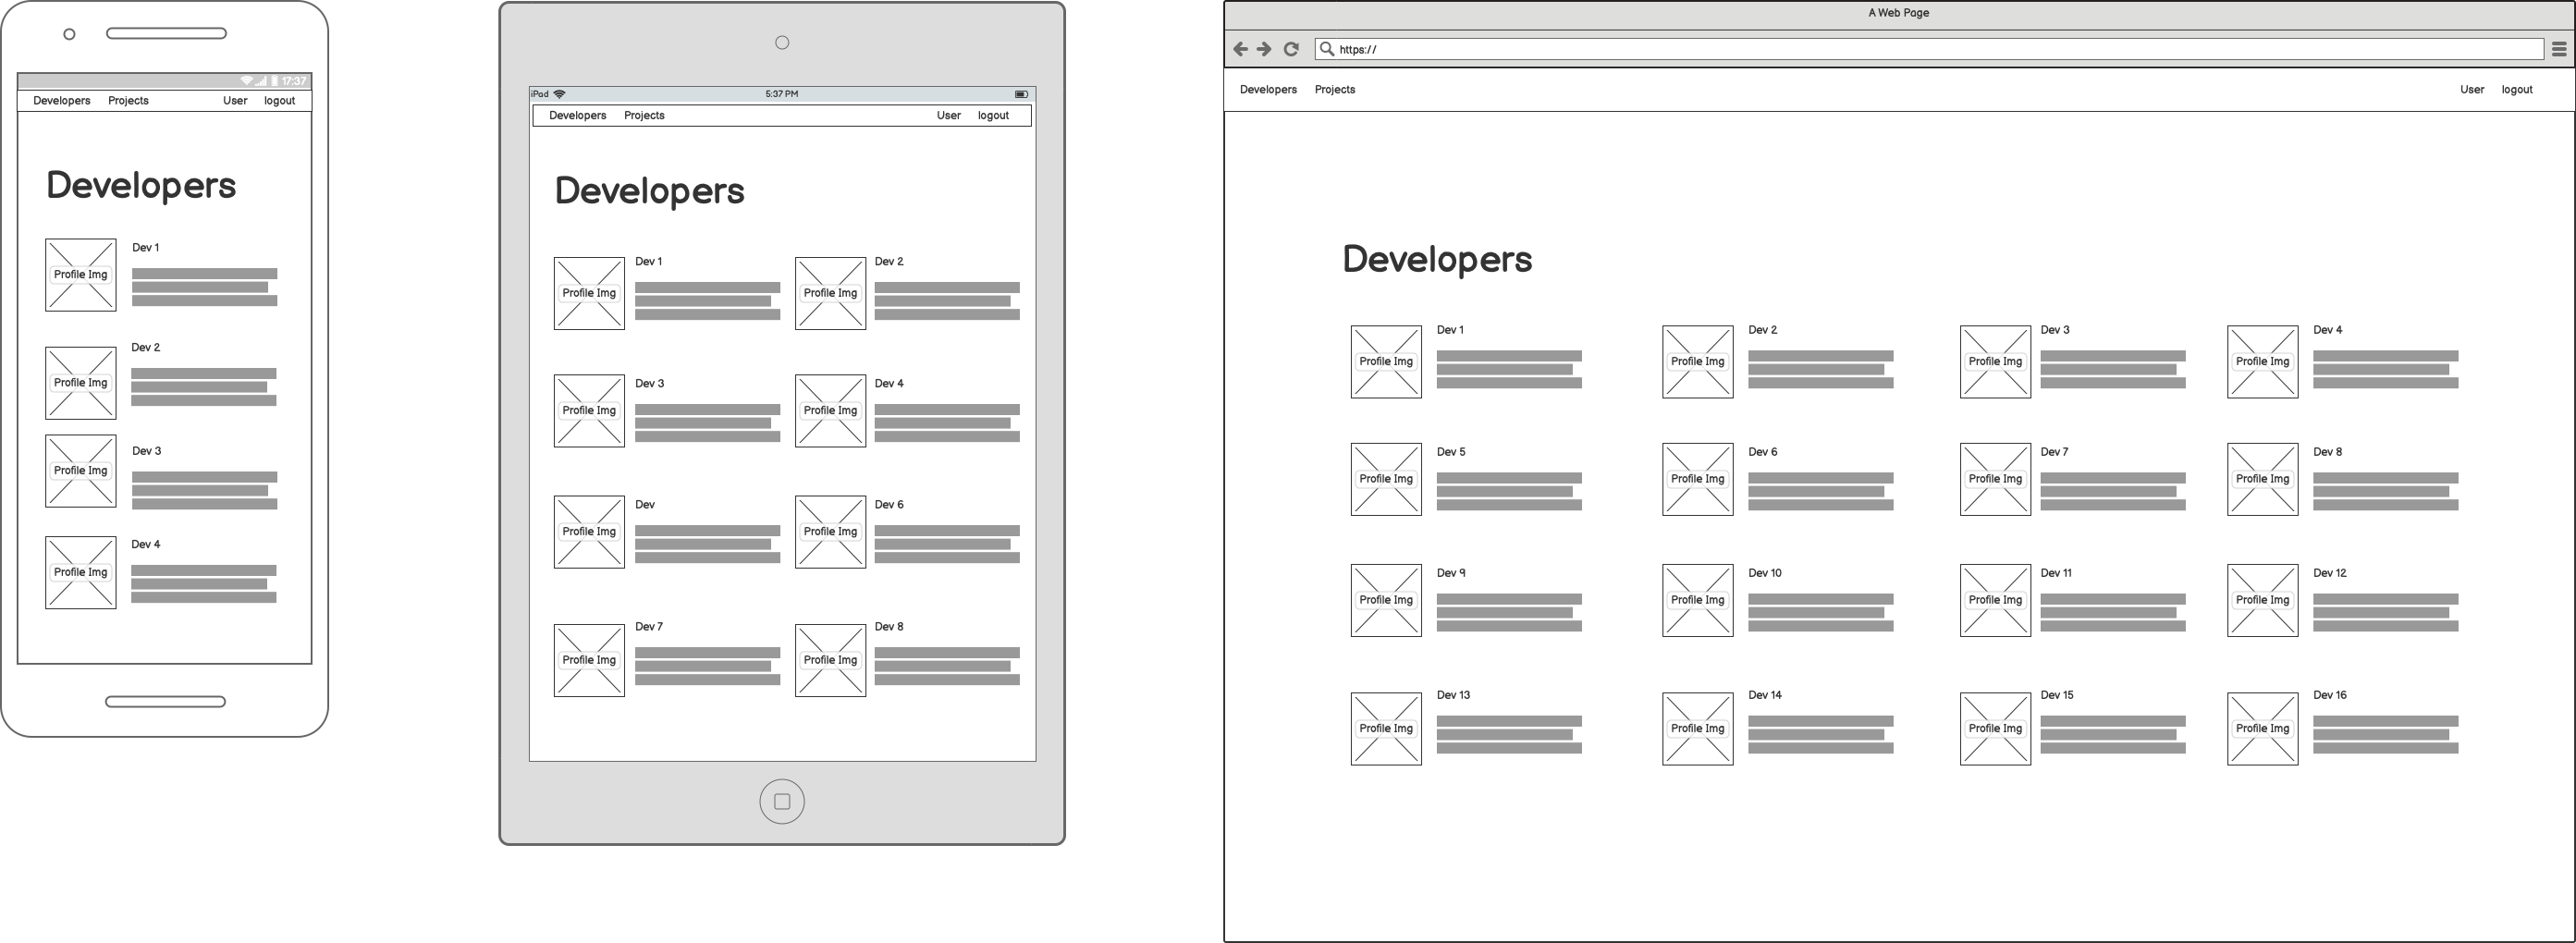 17:37
Developers Projects User logout
Developers
Dev 1
Profile Img
Dev 2
Profile Img
Dev 3
Profile Img
Dev 4
Profile Img
iPad 5:37 PM
Developers Projects User logout
Developers
Dev 1 Dev 2
Profile Img Profile Img
Dev 3 Dev 4
Profile Img Profile Img
Dev Dev 6
Profile Img Profile Img
Dev 7 Dev 8
Profile Img Profile Img
A Web Page
https://
Developers Projects User logout
Developers
Dev 1 Dev 2 Dev 3 Dev 4
Profile Img Profile Img Profile Img Profile Img
Dev 5 Dev 6 Dev 7 Dev 8
Profile Img Profile Img Profile Img Profile Img
Dev 9 Dev 10 Dev 11 Dev 12
Profile Img Profile Img Profile Img Profile Img
Dev 13 Dev 14 Dev 15 Dev 16
Profile Img Profile Img Profile Img Profile Img